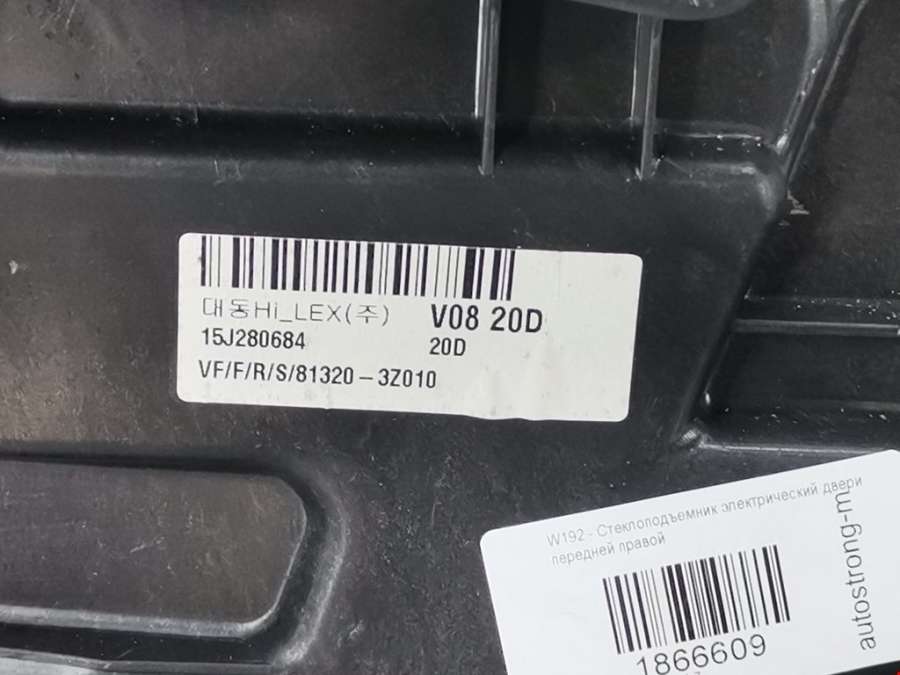 대동Hi_LEX(주)
V08 20D
15J280684
20D
VF/F/R/S/81320-3Z010
W192 - Стеклоподъемник электрический двери
передней правой
1866609
autostrong-m